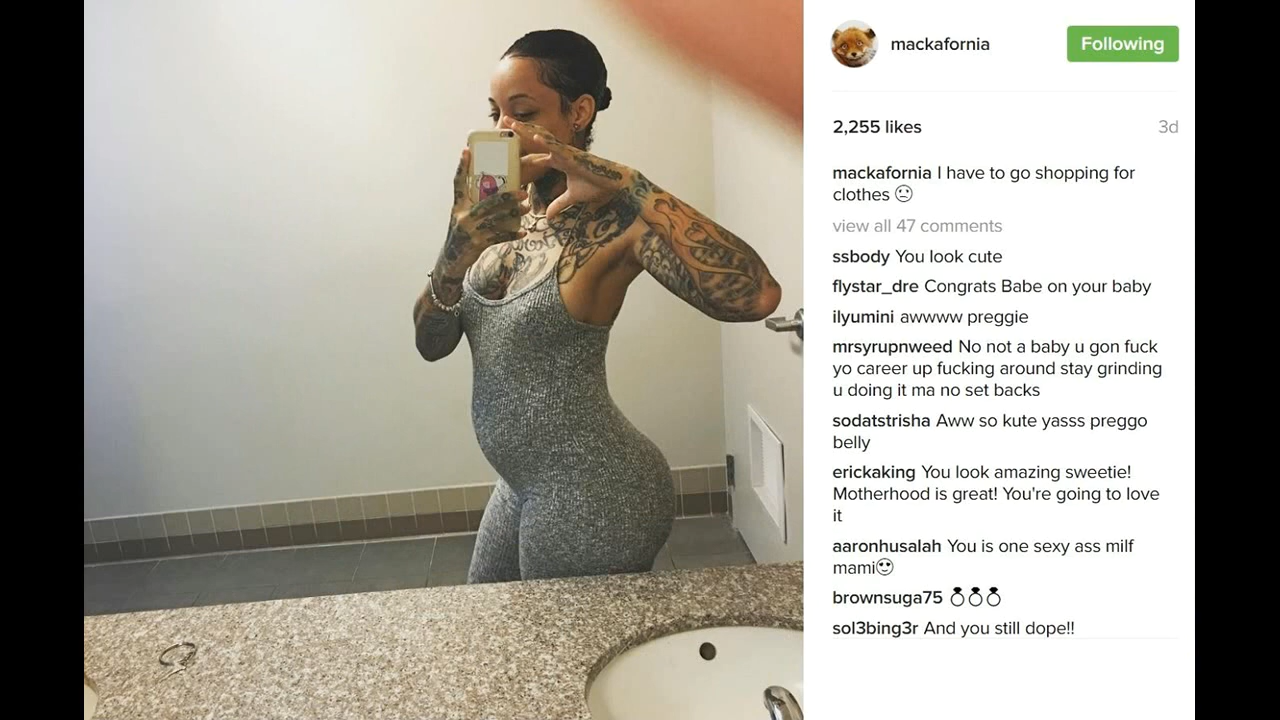 mackafornia
Following
2,255 likes
3d
mackafornia I have to go shopping for
clothes 🙁
view all 47 comments
ssbody You look cute
flystar_dre Congrats Babe on your baby
ilyumini awwww preggie
mrsyrupnweed No not a baby u gon fuck
yo career up fucking around stay grinding
u doing it ma no set backs
sodatstrisha Aww so kute yasss preggo
belly
erickaking You look amazing sweetie!
Motherhood is great! You're going to love
it
aaronhusalah You is one sexy ass milf
mami😍
brownsuga75 💍💍💍
sol3bing3r And you still dope!!